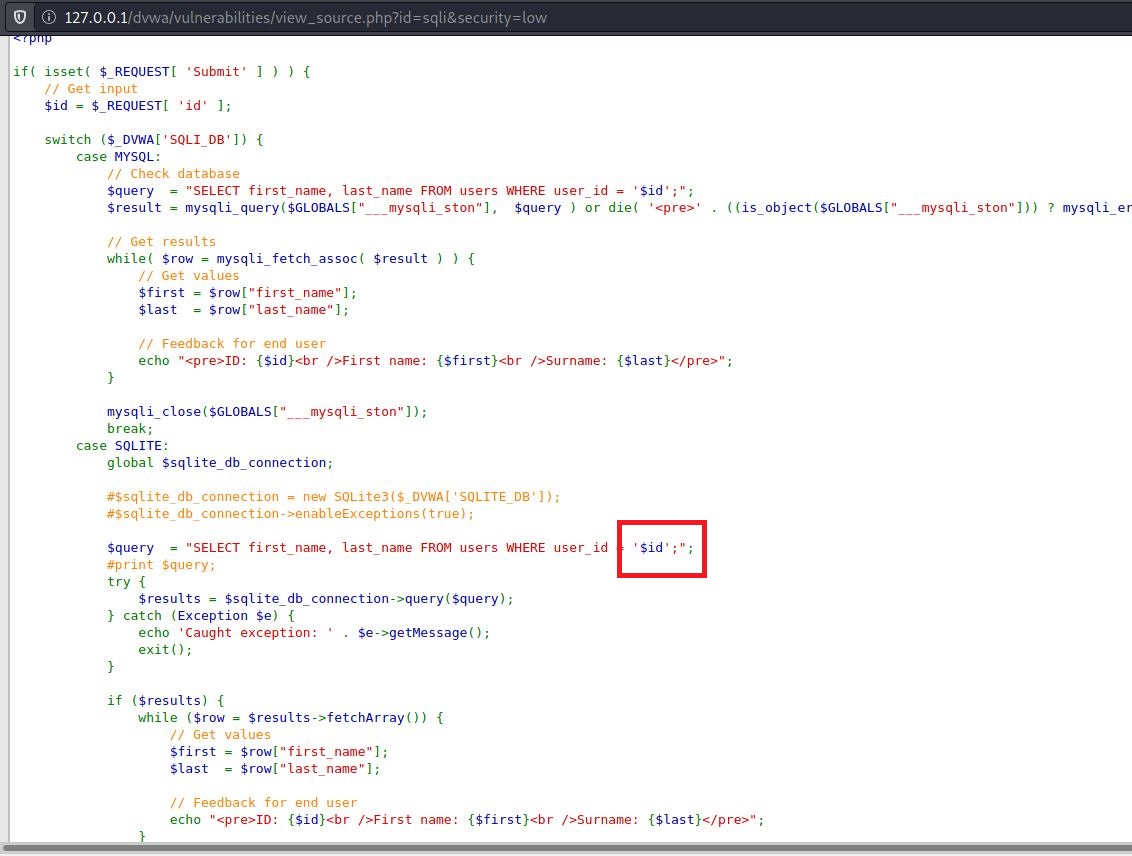 127.0.0.1/dvwa/vulnerabilities/view_source.php?id=sqli&security=low
<?php
if( isset( $_REQUEST[ 'Submit' ] ) ) {
    // Get input
    $id = $_REQUEST[ 'id' ];
    switch ($_DVWA['SQLI_DB']) {
        case MYSQL:
            // Check database
            $query  = "SELECT first_name, last_name FROM users WHERE user_id = '$id';";
            $result = mysqli_query($GLOBALS["___mysqli_ston"],  $query ) or die( '<pre>' . ((is_object($GLOBALS["___mysqli_ston"])) ? mysqli_er
            // Get results
            while( $row = mysqli_fetch_assoc( $result ) ) {
                // Get values
                $first = $row["first_name"];
                $last  = $row["last_name"];
                // Feedback for end user
                echo "<pre>ID: {$id}<br />First name: {$first}<br />Surname: {$last}</pre>";
            }
            mysqli_close($GLOBALS["___mysqli_ston"]);
            break;
        case SQLITE:
            global $sqlite_db_connection;
            #$sqlite_db_connection = new SQLite3($_DVWA['SQLITE_DB']);
            #$sqlite_db_connection->enableExceptions(true);
            $query  = "SELECT first_name, last_name FROM users WHERE user_id = '$id';";
            #print $query;
            try {
                $results = $sqlite_db_connection->query($query);
            } catch (Exception $e) {
                echo 'Caught exception: ' . $e->getMessage();
                exit();
            }
            if ($results) {
                while ($row = $results->fetchArray()) {
                    // Get values
                    $first = $row["first_name"];
                    $last  = $row["last_name"];
                    // Feedback for end user
                    echo "<pre>ID: {$id}<br />First name: {$first}<br />Surname: {$last}</pre>";
                }